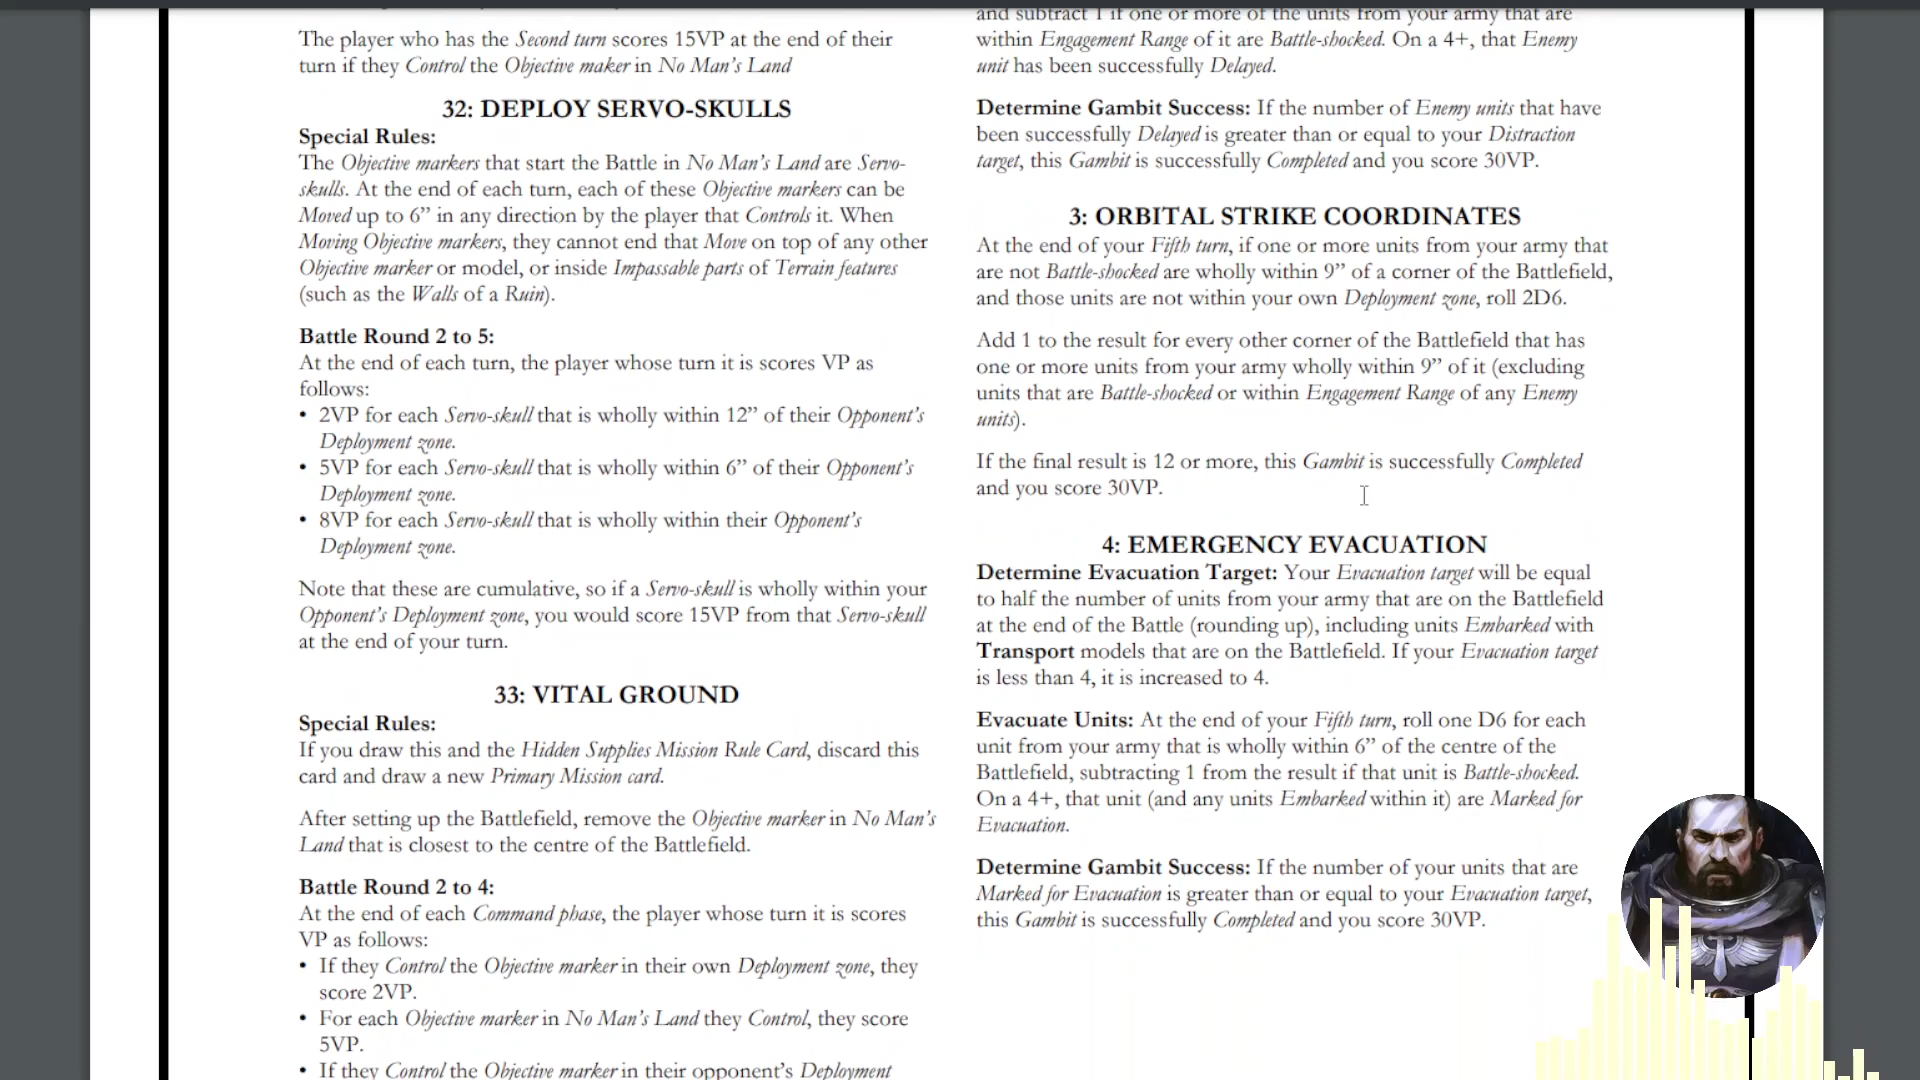 The player who has the Second turn scores 15VP at the end of their
turn if they Control the Objective maker in No Man's Land
32: DEPLOY SERVO-SKULLS
Special Rules:
The Objective markers that start the Battle in No Man's Land are Servo-
skulls. At the end of each turn, each of these Objective markers can be
Moved up to 6” in any direction by the player that Controls it. When
Moving Objective markers, they cannot end that Move on top of any other
Objective marker or model, or inside Impassable parts of Terrain features
(such as the Walls of a Ruin).
Battle Round 2 to 5:
At the end of each turn, the player whose turn it is scores VP as
follows:
• 2VP for each Servo-skull that is wholly within 12” of their Opponent's
Deployment zone.
• 5VP for each Servo-skull that is wholly within 6” of their Opponent's
Deployment zone.
• 8VP for each Servo-skull that is wholly within their Opponent's
Deployment zone.
Note that these are cumulative, so if a Servo-skull is wholly within your
Opponent's Deployment zone, you would score 15VP from that Servo-skull
at the end of your turn.
33: VITAL GROUND
Special Rules:
If you draw this and the Hidden Supplies Mission Rule Card, discard this
card and draw a new Primary Mission card.
After setting up the Battlefield, remove the Objective marker in No Man's
Land that is closest to the centre of the Battlefield.
Battle Round 2 to 4:
At the end of each Command phase, the player whose turn it is scores
VP as follows:
• If they Control the Objective marker in their own Deployment zone, they
score 2VP.
• For each Objective marker in No Man's Land they Control, they score
5VP.
• If they Control the Objective marker in their opponent's Deployment
and subtract 1 if one or more of the units from your army that are
within Engagement Range of it are Battle-shocked. On a 4+, that Enemy
unit has been successfully Delayed.
Determine Gambit Success: If the number of Enemy units that have
been successfully Delayed is greater than or equal to your Distraction
target, this Gambit is successfully Completed and you score 30VP.
3: ORBITAL STRIKE COORDINATES
At the end of your Fifth turn, if one or more units from your army that
are not Battle-shocked are wholly within 9” of a corner of the Battlefield,
and those units are not within your own Deployment zone, roll 2D6.
Add 1 to the result for every other corner of the Battlefield that has
one or more units from your army wholly within 9” of it (excluding
units that are Battle-shocked or within Engagement Range of any Enemy
units).
If the final result is 12 or more, this Gambit is successfully Completed
and you score 30VP.
4: EMERGENCY EVACUATION
Determine Evacuation Target: Your Evacuation target will be equal
to half the number of units from your army that are on the Battlefield
at the end of the Battle (rounding up), including units Embarked with
Transport models that are on the Battlefield. If your Evacuation target
is less than 4, it is increased to 4.
Evacuate Units: At the end of your Fifth turn, roll one D6 for each
unit from your army that is wholly within 6” of the centre of the
Battlefield, subtracting 1 from the result if that unit is Battle-shocked.
On a 4+, that unit (and any units Embarked within it) are Marked for
Evacuation.
Determine Gambit Success: If the number of your units that are
Marked for Evacuation is greater than or equal to your Evacuation target,
this Gambit is successfully Completed and you score 30VP.